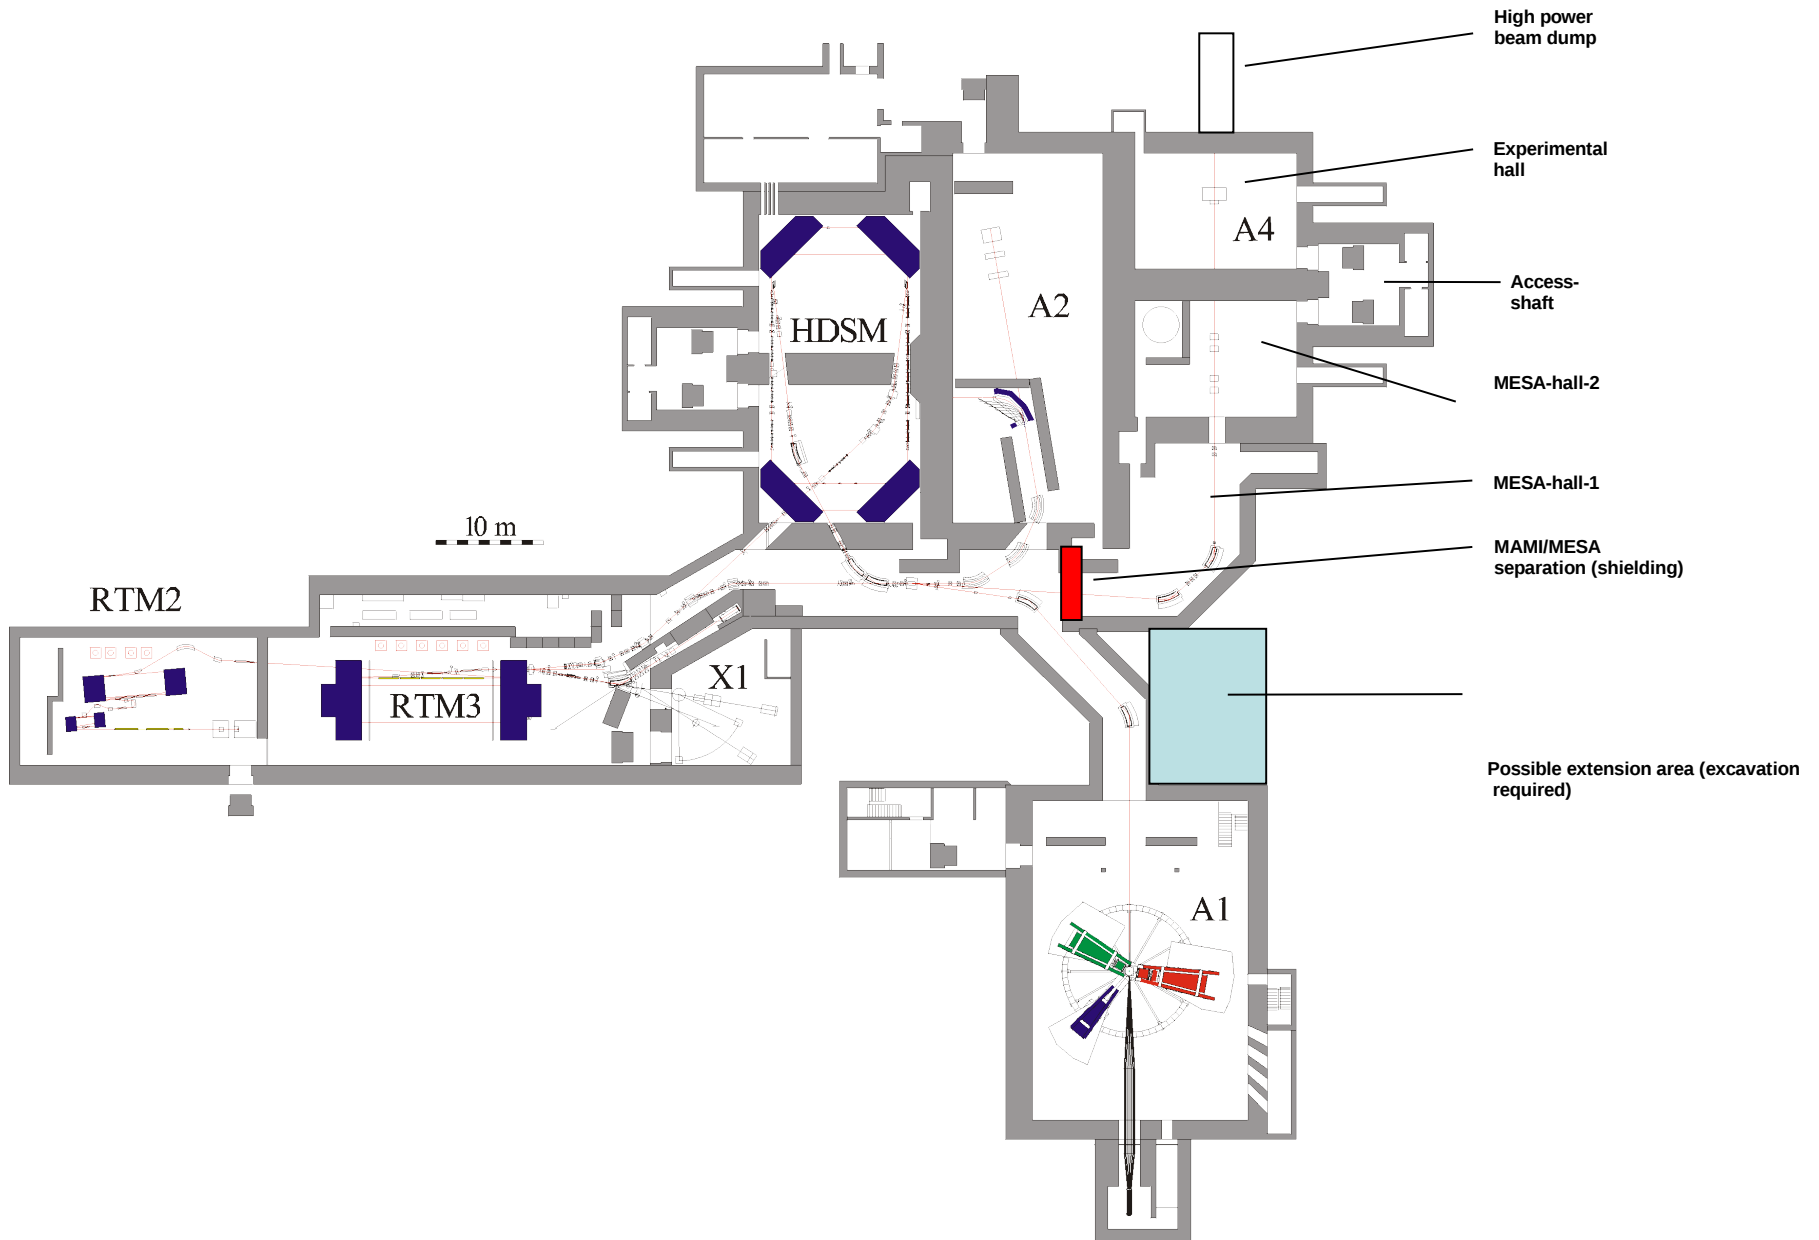 High power
beam dump
Experimental
hall
A4
Access-
shaft
A2
HDSM
MESA-hall-2
MESA-hall-1
10 m
MAMI/MESA
separation (shielding)
RTM2
X1
RTM3
Possible extension area (excavation
required)
A1